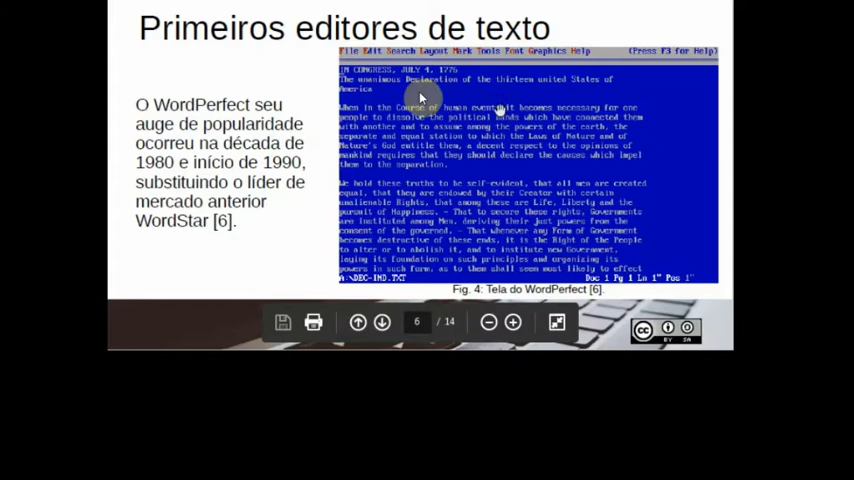 Primeiros editores de texto
O WordPerfect seu
auge de popularidade
ocorreu na década de
1980 e início de 1990,
substituindo o líder de
mercado anterior
WordStar [6].
File Edit Search Layout Mark Tools Font Graphics Help (Press F3 for Help)
IN CONGRESS, JULY 4, 1776
The unanimous Declaration of the thirteen united States of
America
When in the Course of human events it becomes necessary for one
people to dissolve the political bands which have connected them
with another and to assume among the powers of the earth, the
separate and equal station to which the Laws of Nature and of
Nature's God entitle them, a decent respect to the opinions of
mankind requires that they should declare the causes which impel
them to the separation.
We hold these truths to be self-evident, that all men are created
equal, that they are endowed by their Creator with certain
unalienable Rights, that among these are Life, Liberty and the
pursuit of Happiness. - That to secure these rights, Governments
are instituted among Men, deriving their just powers from the
consent of the governed, - That whenever any Form of Government
becomes destructive of these ends, it is the Right of the People
to alter or to abolish it, and to institute new Government,
laying its foundation on such principles and organizing its
powers in such form, as to them shall seem most likely to effect
A:\DEC-IND.TXT Doc 1 Pg 1 Ln 1" Pos 1"
Fig. 4: Tela do WordPerfect [6].
6 / 14
cc BY SA